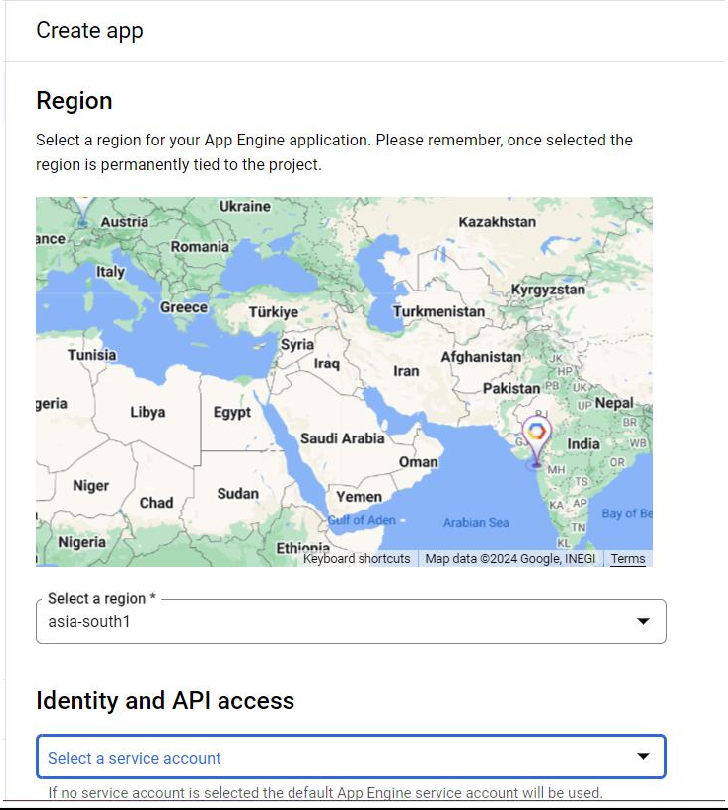 Create app
Region
Select a region for your App Engine application. Please remember, once selected the
region is permanently tied to the project.
Ukraine
Austria
Kazakhstan
ance
Romania
Italy
Kyrgyzstan
Greece
Türkiye
Turkmenistan
Syria
Tunisia
Iraq
Afghanistan
JK
Iran
HP
Pakistan
PB
UK
geria
Libya
Egypt
UP
Nepal
RJ
BR
Saudi Arabia
GJ
India
WB
Oman
MH
OR
Niger
TS
Chad
Sudan
Yemen
KA
AP
Bay of Be
Gulf of Aden
Arabian Sea
TN
Nigeria
KL
Ethiopia
Keyboard shortcuts
Map data ©2024 Google, INEGI
Terms
Select a region *
asia-south1
Identity and API access
Select a service account
If no service account is selected the default App Engine service account will be used.